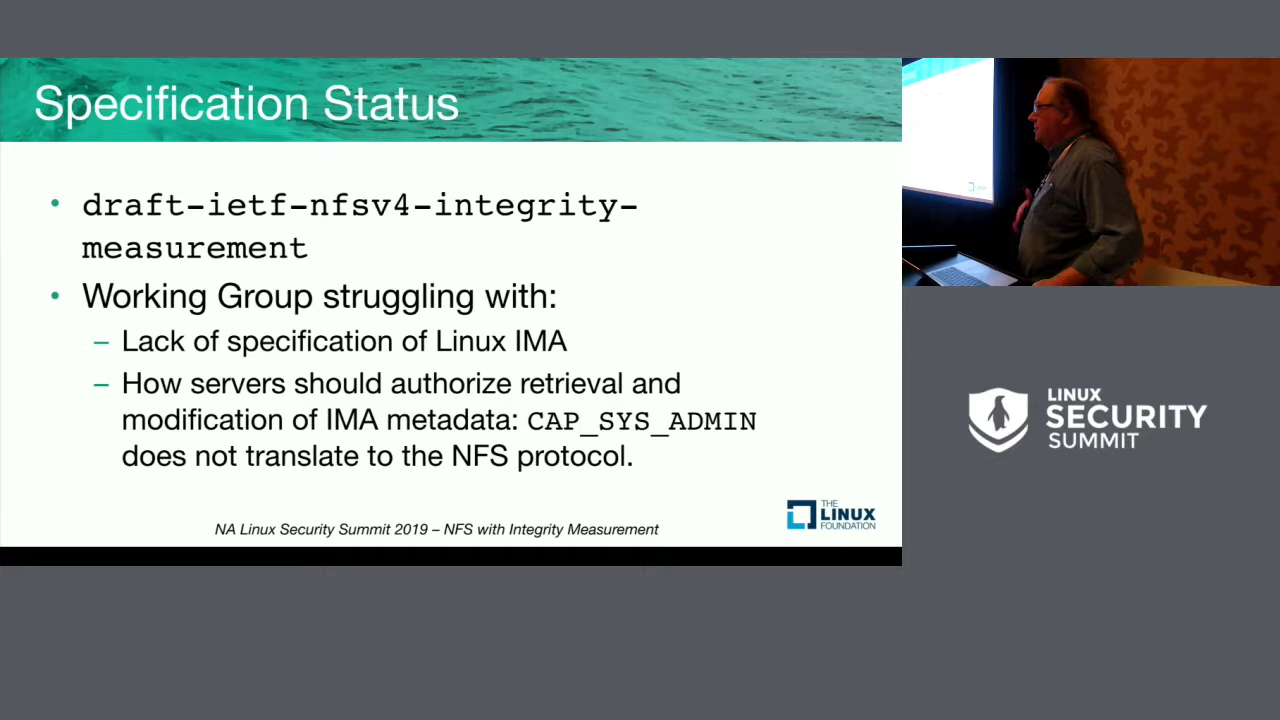 Specification Status
• draft-ietf-nfsv4-integrity-
measurement
• Working Group struggling with:
– Lack of specification of Linux IMA
– How servers should authorize retrieval and
modification of IMA metadata: CAP_SYS_ADMIN
does not translate to the NFS protocol.
NA Linux Security Summit 2019 – NFS with Integrity Measurement
THE
LINUX
FOUNDATION
LINUX
SECURITY
SUMMIT